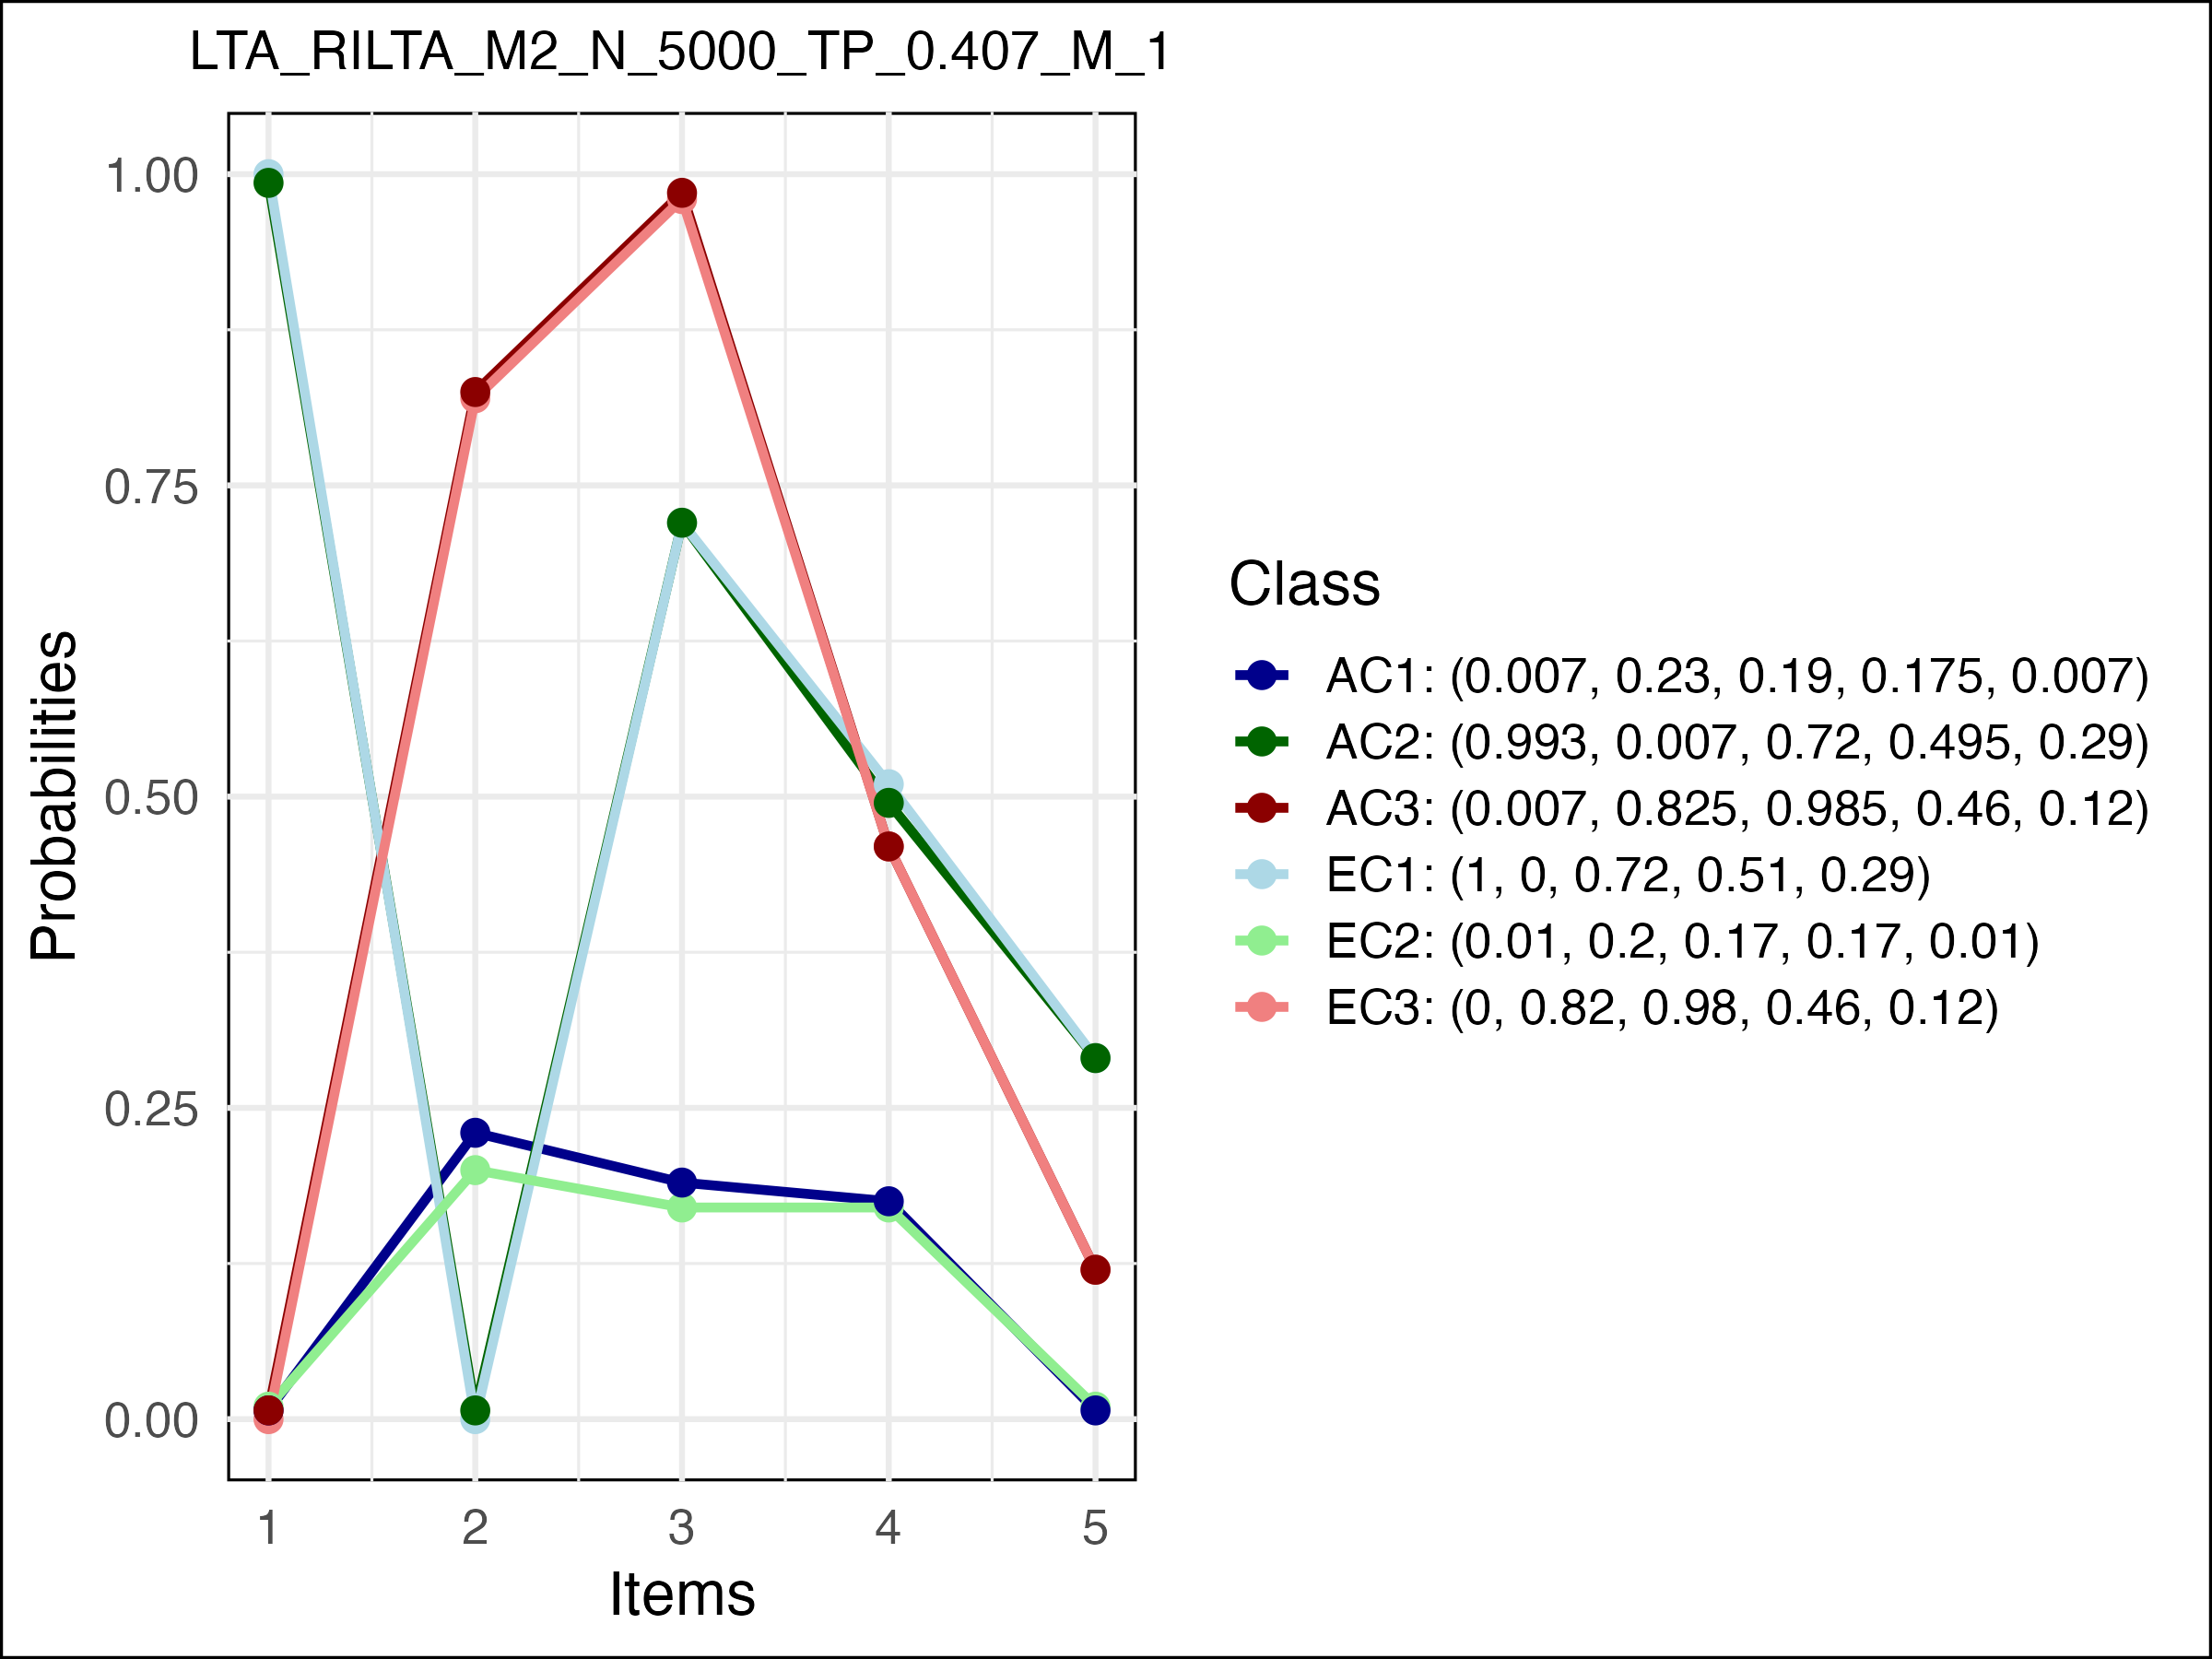 LTA_RILTA_M2_N_5000_TP_0.407_M_1
1.00
0.75
0.50
0.25
0.00
Probabilities
1 2 3 4 5
Items
Class
AC1: (0.007, 0.23, 0.19, 0.175, 0.007)
AC2: (0.993, 0.007, 0.72, 0.495, 0.29)
AC3: (0.007, 0.825, 0.985, 0.46, 0.12)
EC1: (1, 0, 0.72, 0.51, 0.29)
EC2: (0.01, 0.2, 0.17, 0.17, 0.01)
EC3: (0, 0.82, 0.98, 0.46, 0.12)